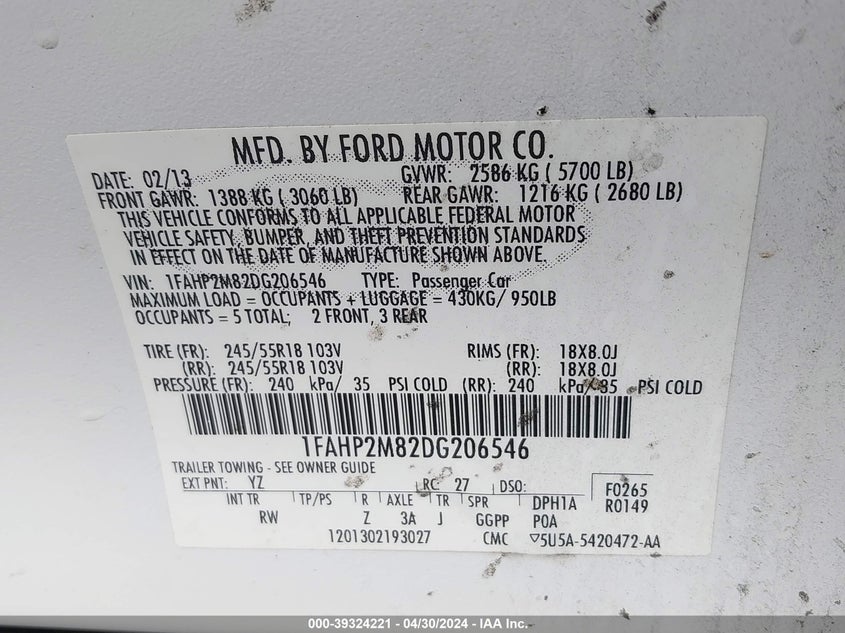 MFD. BY FORD MOTOR CO.
DATE: 02/13 GVWR: 2586 KG ( 5700 LB)
FRONT GAWR: 1388 KG ( 3060 LB) REAR GAWR: 1216 KG ( 2680 LB)
THIS VEHICLE CONFORMS TO ALL APPLICABLE FEDERAL MOTOR
VEHICLE SAFETY, BUMPER, AND THEFT PREVENTION STANDARDS
IN EFFECT ON THE DATE OF MANUFACTURE SHOWN ABOVE.
VIN: 1FAHP2M82DG206546 TYPE: Passenger Car
MAXIMUM LOAD = OCCUPANTS + LUGGAGE = 430KG/ 950LB
OCCUPANTS = 5 TOTAL; 2 FRONT, 3 REAR
TIRE (FR): 245/55R18 103V RIMS (FR): 18X8.0J
(RR): 245/55R18 103V (RR): 18X8.0J
PRESSURE (FR): 240 kPa/ 35 PSI COLD (RR): 240 kPa/ 35 PSI COLD
1FAHP2M82DG206546
TRAILER TOWING - SEE OWNER GUIDE
EXT PNT: YZ RC: 27 DSO: F0265
INT TR TP/PS R AXLE TR SPR DPH1A R0149
RW Z 3A J GGPP POA
1201302193027 CMC ▽5U5A-5420472-AA
000-39324221 - 04/30/2024 - IAA Inc.